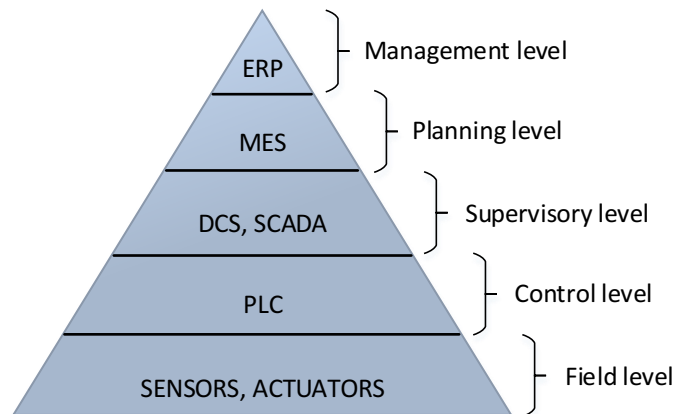 ERP
Management level
MES
Planning level
DCS, SCADA
Supervisory level
PLC
Control level
SENSORS, ACTUATORS
Field level